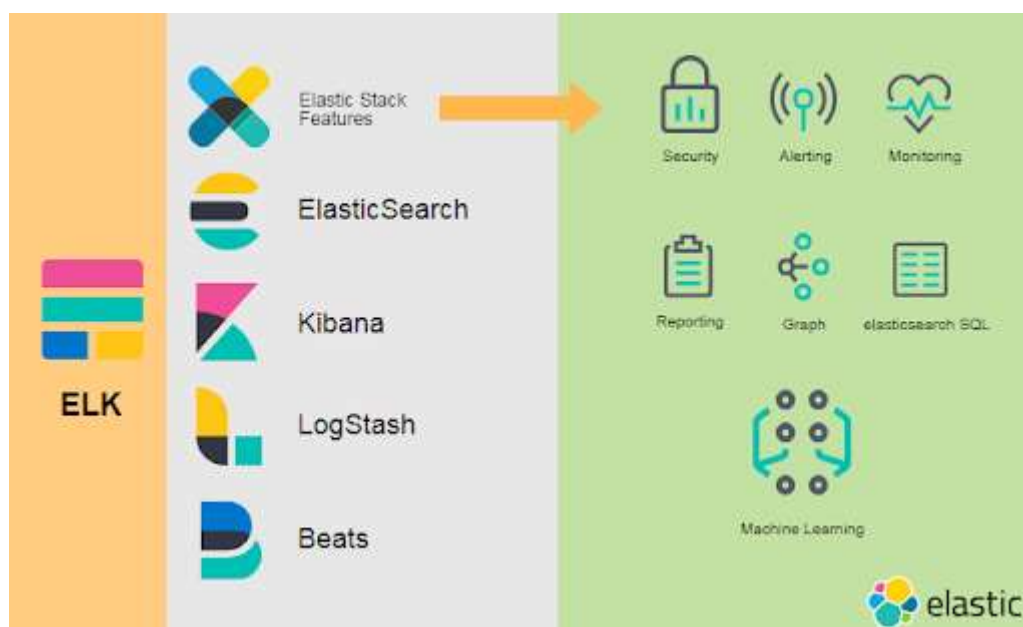 ELK
Elastic Stack
Features
ElasticSearch
Kibana
LogStash
Beats
Security
Alerting
Monitoring
Reporting
Graph
elasticsearch SQL
Machine Learning
elastic